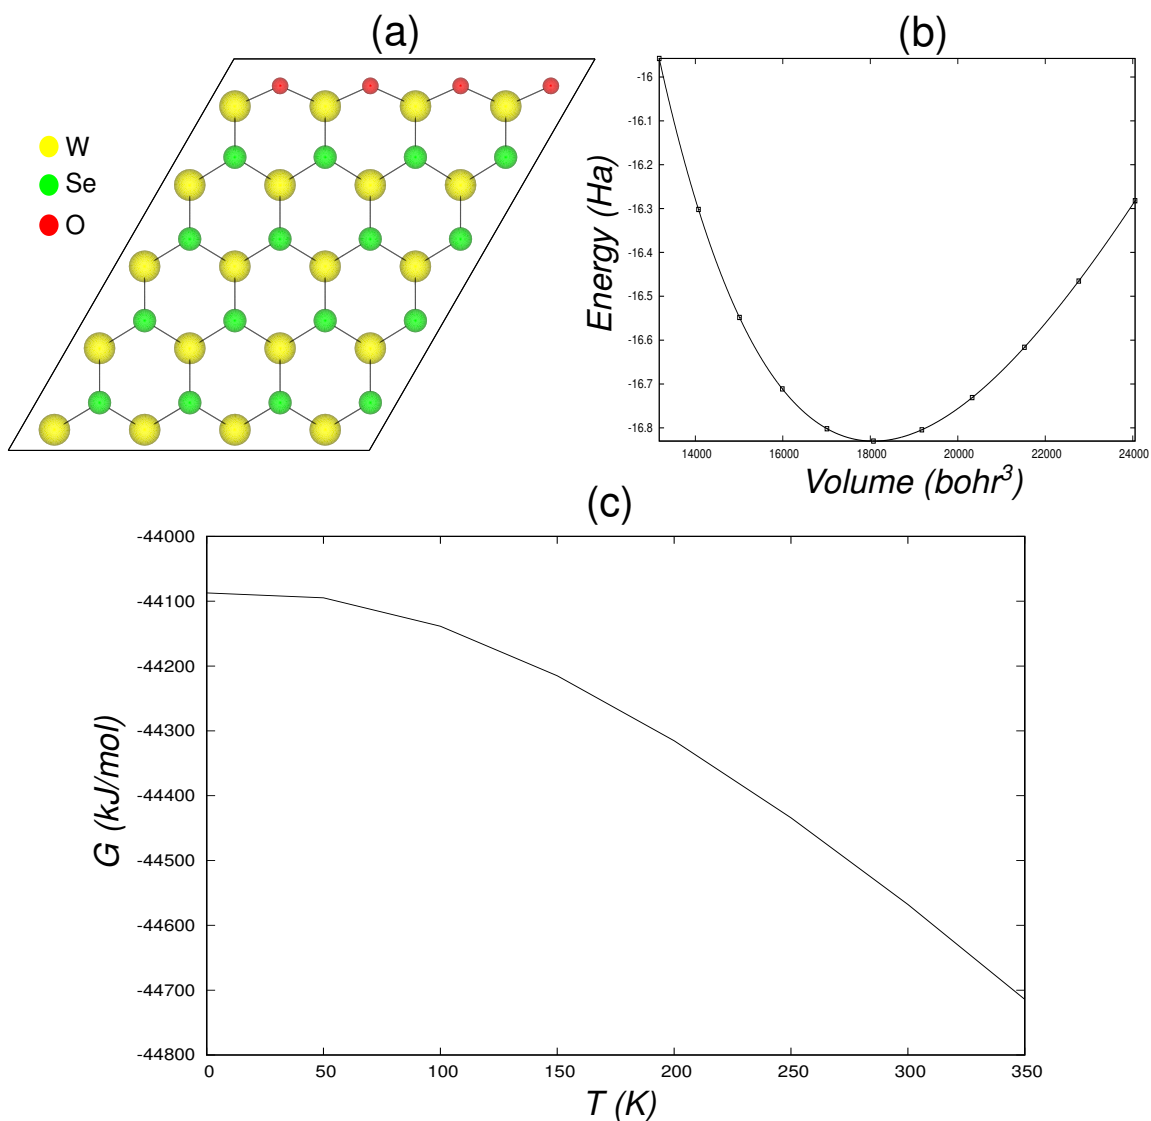 (a)
W
Se
O
(b)
Energy (Ha)
-16
-16.1
-16.2
-16.3
-16.4
-16.5
-16.6
-16.7
-16.8
14000 16000 18000 20000 22000 24000
Volume (bohr³)
(c)
G (kJ/mol)
-44000
-44100
-44200
-44300
-44400
-44500
-44600
-44700
-44800
0 50 100 150 200 250 300 350
T (K)